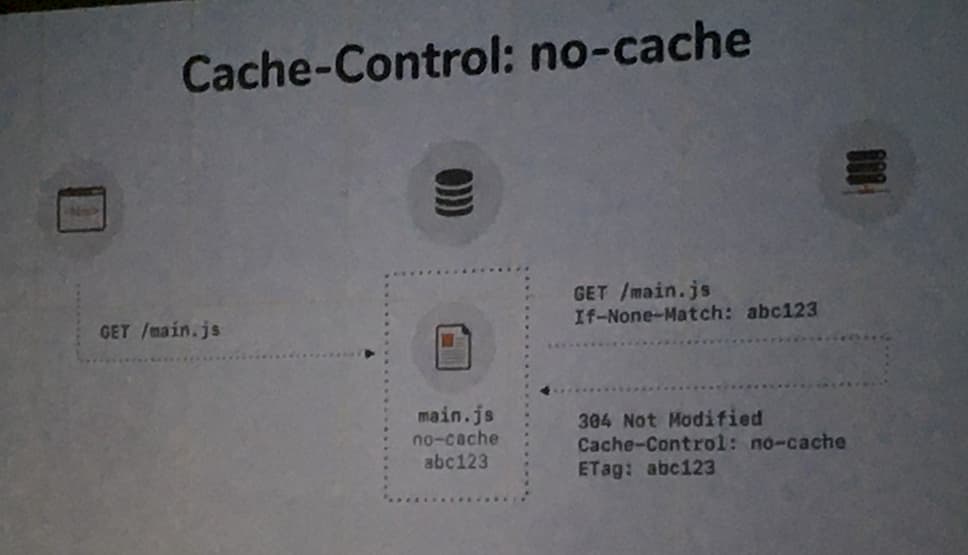 Cache-Control: no-cache
GET /main.js
main.js
no-cache
abc123
GET /main.js
If-None-Match: abc123
304 Not Modified
Cache-Control: no-cache
ETag: abc123